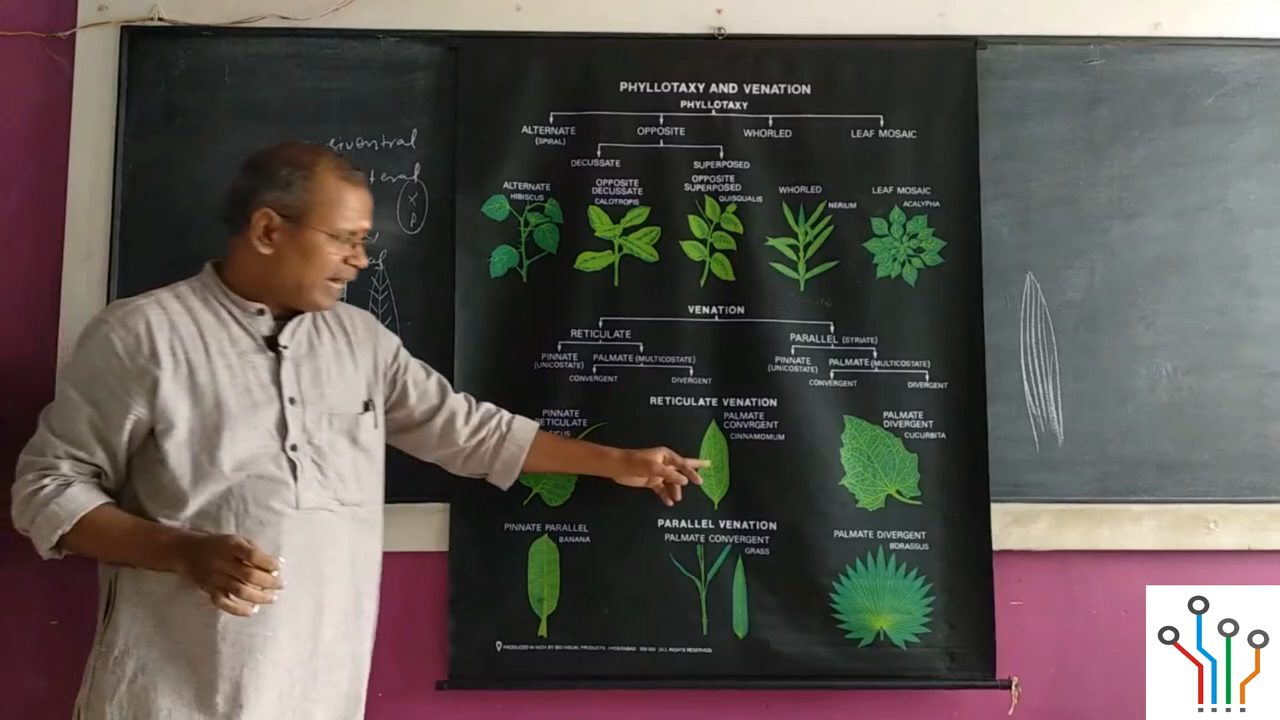 PHYLLOTAXY AND VENATION
PHYLLOTAXY
ALTERNATE
(SPIRAL)
OPPOSITE
WHORLED
LEAF MOSAIC
DECUSSATE
SUPERPOSED
ALTERNATE
HIBISCUS
OPPOSITE
DECUSSATE
CALOTROPIS
OPPOSITE
SUPERPOSED
QUISQUALIS
WHORLED
NERIUM
LEAF MOSAIC
ACALYPHA
VENATION
RETICULATE
PARALLEL (STRIATE)
PINNATE
(UNICOSTATE)
PALMATE (MULTICOSTATE)
PINNATE
(UNICOSTATE)
PALMATE (MULTICOSTATE)
CONVERGENT
DIVERGENT
CONVERGENT
DIVERGENT
RETICULATE VENATION
PINNATE
RETICULATE
FICUS
PALMATE
CONVRGENT
CINNAMOMUM
PALMATE
DIVERGENT
CUCURBITA
PARALLEL VENATION
PINNATE PARALLEL
BANANA
PALMATE CONVERGENT
GRASS
PALMATE DIVERGENT
BORASSUS